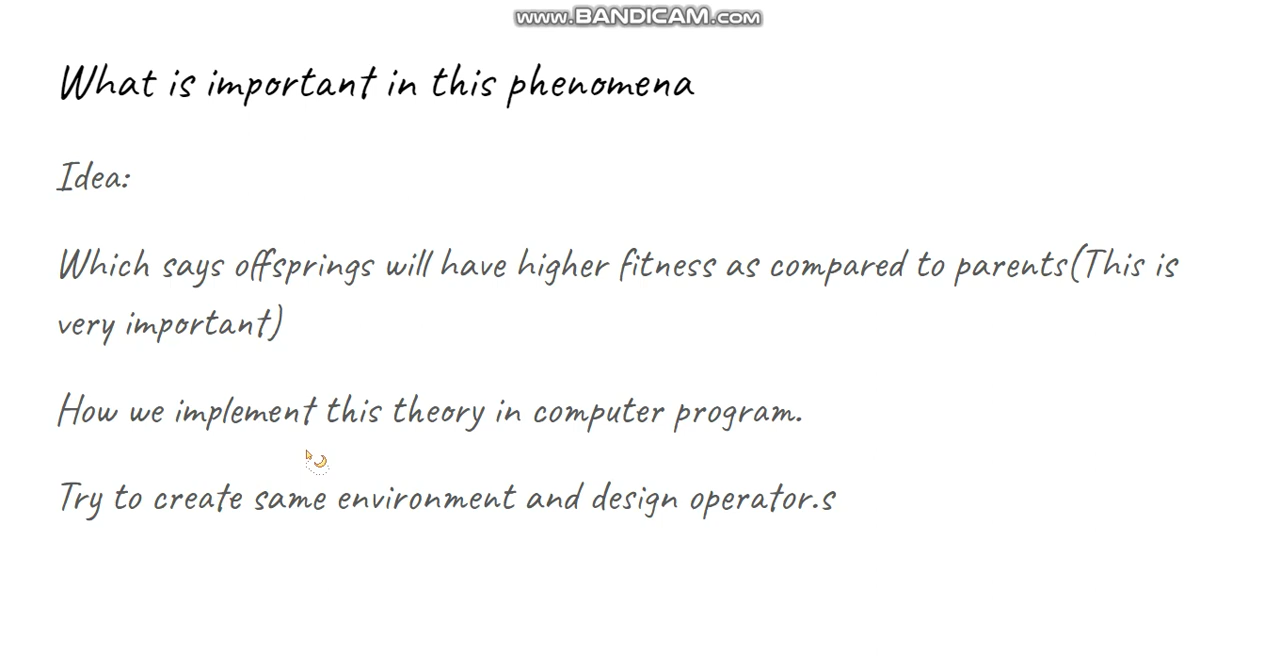 www.BANDICAM.com
What is important in this phenomena
Idea:
Which says offsprings will have higher fitness as compared to parents(This is
very important)
How we implement this theory in computer program.
Try to create same environment and design operator.s